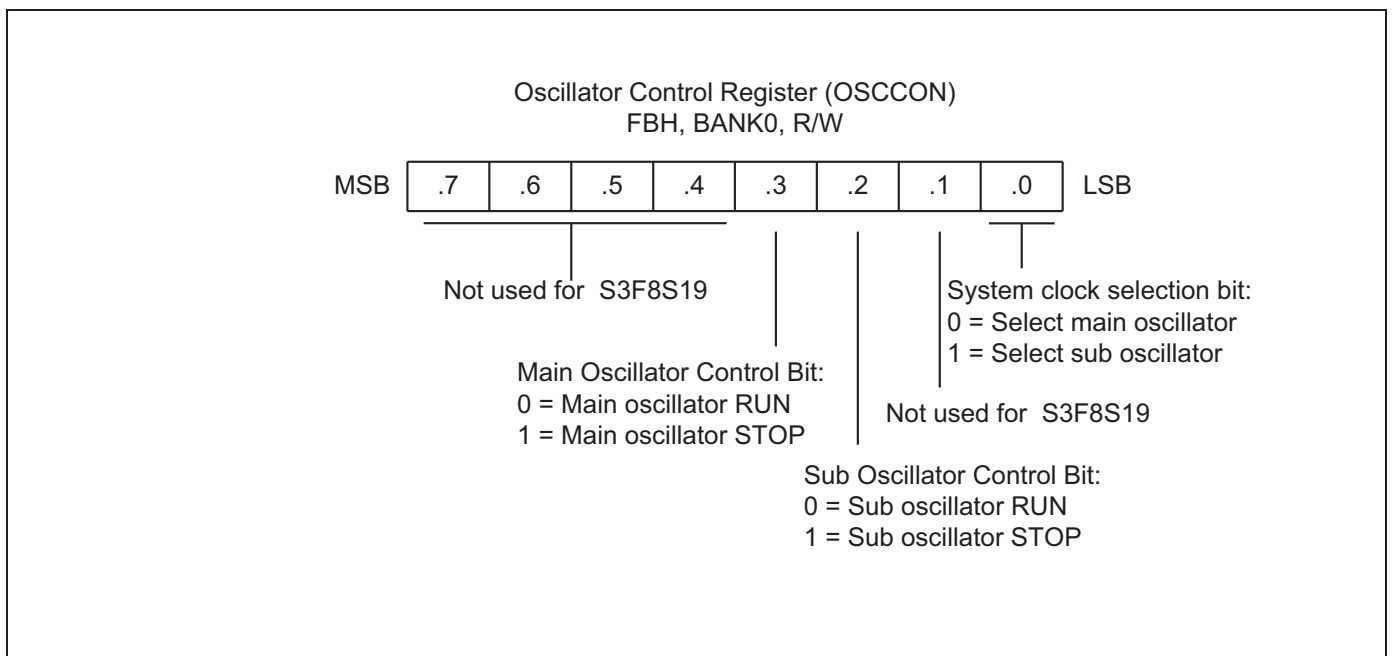 Oscillator Control Register (OSCCON)
FBH, BANK0, R/W
MSB .7 .6 .5 .4 .3 .2 .1 .0 LSB
Not used for S3F8S19
System clock selection bit:
0 = Select main oscillator
1 = Select sub oscillator
Main Oscillator Control Bit:
0 = Main oscillator RUN
1 = Main oscillator STOP
Not used for S3F8S19
Sub Oscillator Control Bit:
0 = Sub oscillator RUN
1 = Sub oscillator STOP